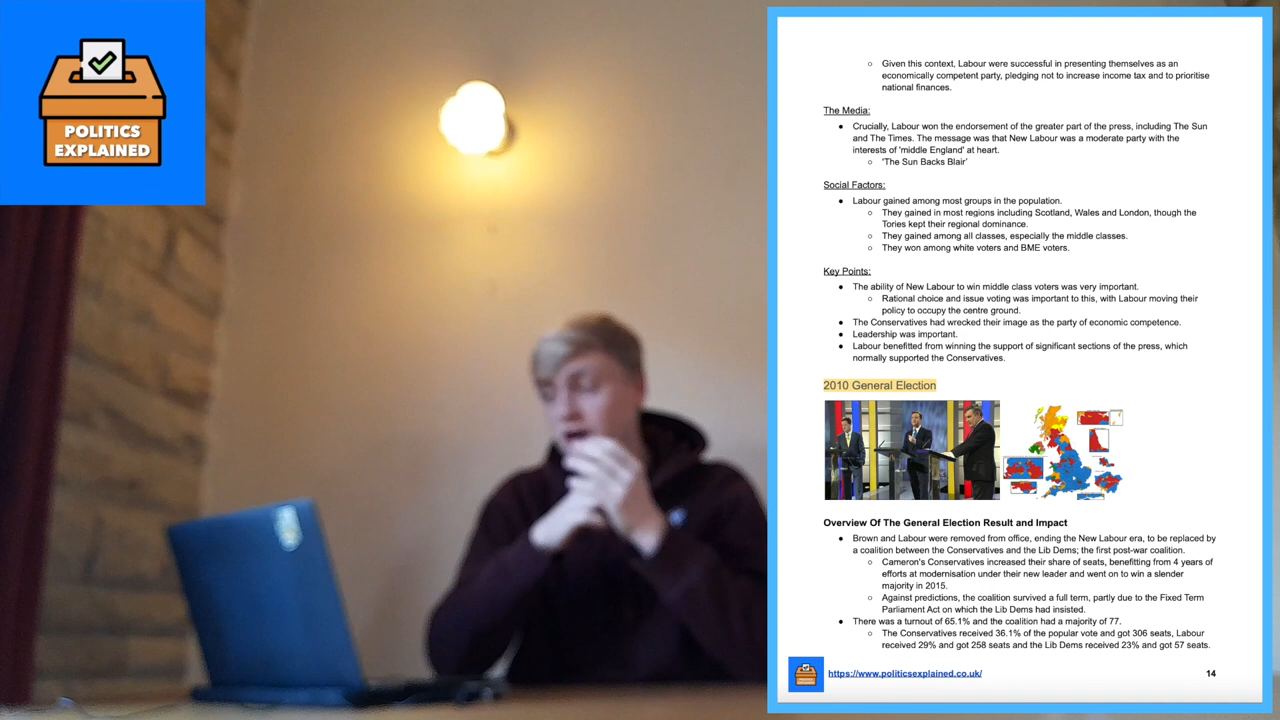 POLITICS
EXPLAINED
○ Given this context, Labour were successful in presenting themselves as an
economically competent party, pledging not to increase income tax and to prioritise
national finances.
The Media:
● Crucially, Labour won the endorsement of the greater part of the press, including The Sun
and The Times. The message was that New Labour was a moderate party with the
interests of 'middle England' at heart.
○ 'The Sun Backs Blair'
Social Factors:
● Labour gained among most groups in the population.
○ They gained in most regions including Scotland, Wales and London, though the
Tories kept their regional dominance.
○ They gained among all classes, especially the middle classes.
○ They won among white voters and BME voters.
Key Points:
● The ability of New Labour to win middle class voters was very important.
○ Rational choice and issue voting was important to this, with Labour moving their
policy to occupy the centre ground.
● The Conservatives had wrecked their image as the party of economic competence.
● Leadership was important.
● Labour benefitted from winning the support of significant sections of the press, which
normally supported the Conservatives.
2010 General Election
Overview Of The General Election Result and Impact
● Brown and Labour were removed from office, ending the New Labour era, to be replaced by
a coalition between the Conservatives and the Lib Dems; the first post-war coalition.
○ Cameron's Conservatives increased their share of seats, benefitting from 4 years of
efforts at modernisation under their new leader and went on to win a slender
majority in 2015.
○ Against predictions, the coalition survived a full term, partly due to the Fixed Term
Parliament Act on which the Lib Dems had insisted.
● There was a turnout of 65.1% and the coalition had a majority of 77.
○ The Conservatives received 36.1% of the popular vote and got 306 seats, Labour
received 29% and got 258 seats and the Lib Dems received 23% and got 57 seats.
https://www.politicsexplained.co.uk/
14